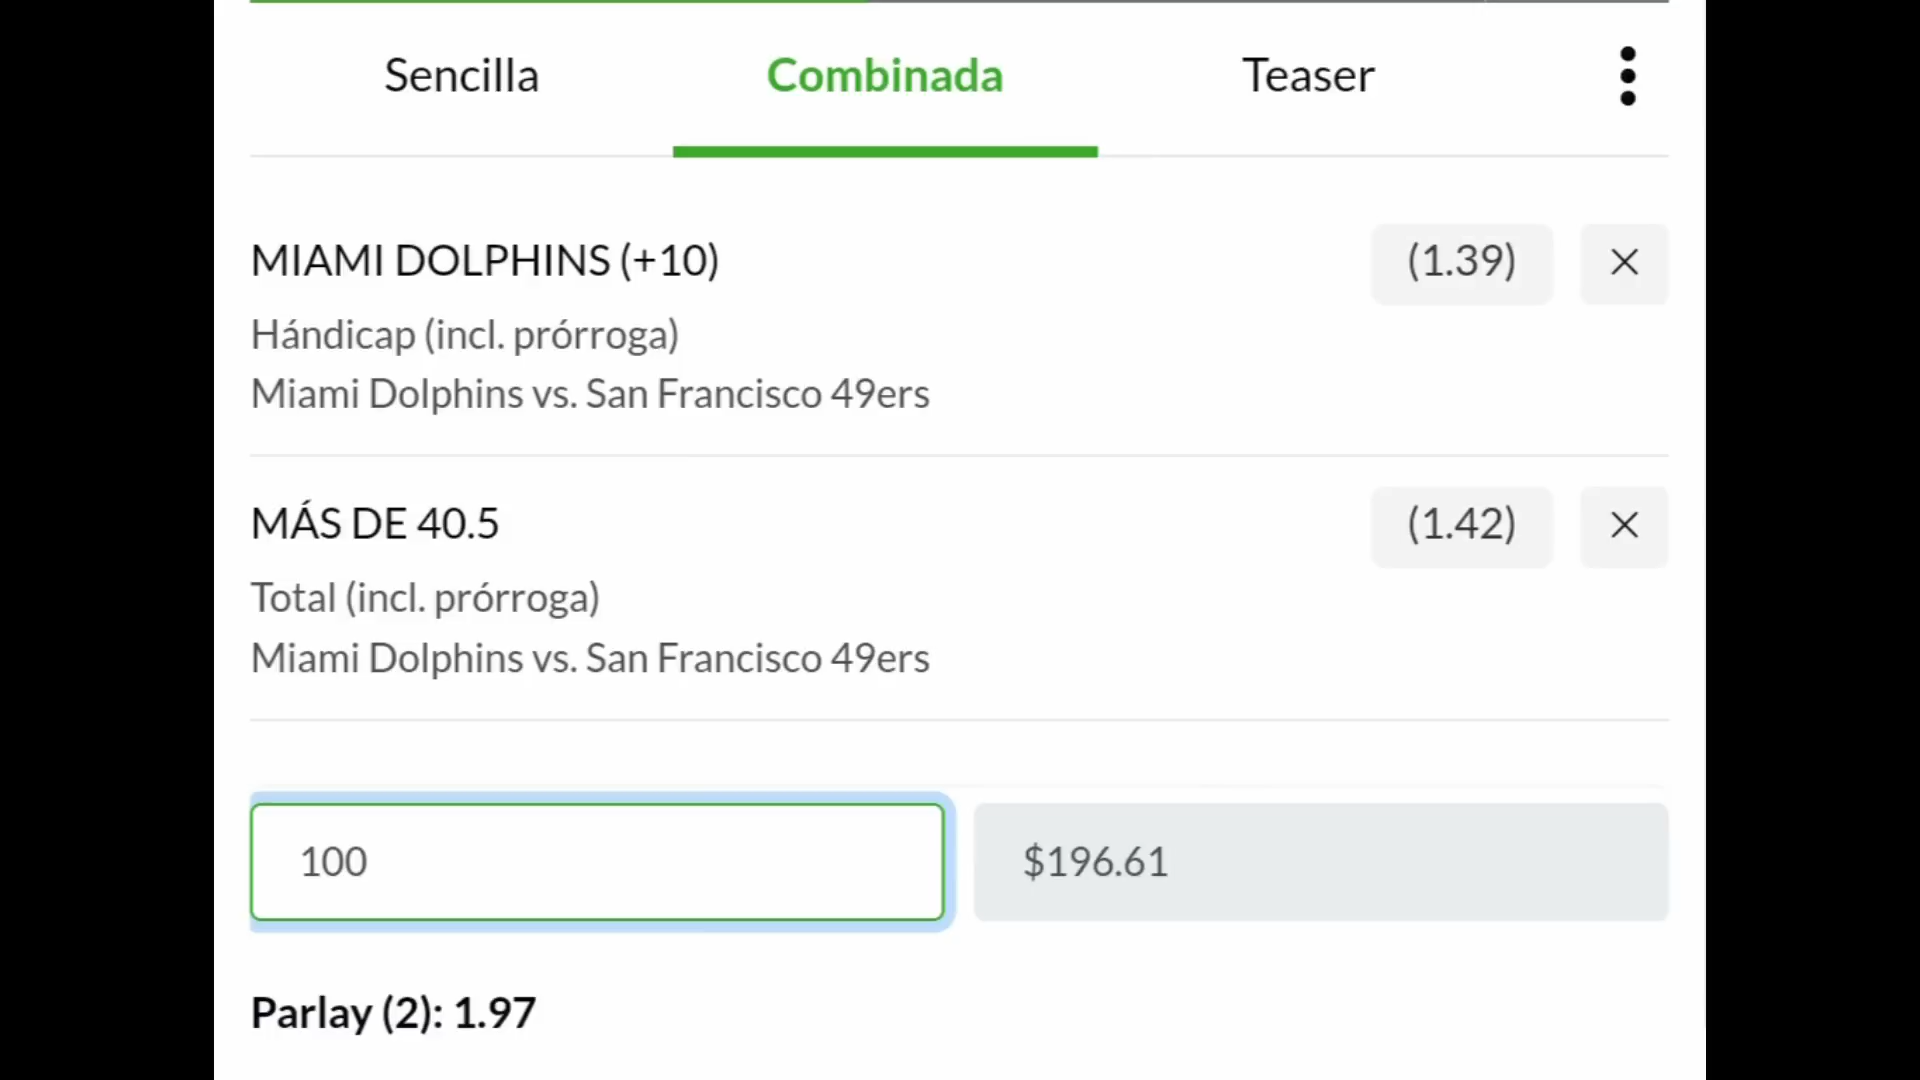 Sencilla Combinada Teaser
MIAMI DOLPHINS (+10) (1.39)
Hándicap (incl. prórroga)
Miami Dolphins vs. San Francisco 49ers
MÁS DE 40.5 (1.42)
Total (incl. prórroga)
Miami Dolphins vs. San Francisco 49ers
100 $196.61
Parlay (2): 1.97